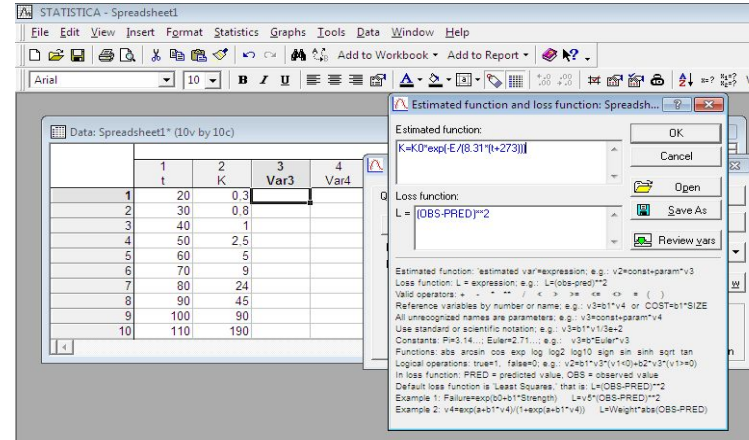 STATISTICA - Spreadsheet1
File Edit View Insert Format Statistics Graphs Tools Data Window Help
Add to Workbook Add to Report
Arial 10 B I U
Estimated function and loss function: Spreadsh...
Data: Spreadsheet1* (10v by 10c)
Estimated function:
K=K0*exp(-E/(8.31*(t+273)))
OK
Cancel
Open
Save As
Review vars
Loss function:
L = (OBS-PRED)**2
1 2 3 4
t K Var3 Var4
1 20 0,3
2 30 0,8
3 40 1
4 50 2,5
5 60 5
6 70 9
7 80 24
8 90 45
9 100 90
10 110 190
Estimated function: 'estimated var'=expression; e.g.: v2=const+param*v3
Loss function: L = expression; e.g.: L=(obs-pred)**2
Valid operators: + - * ** / < > >= <= <> = ( )
Reference variables by number or name; e.g.: v3=b1*v4 or COST=b1*SIZE
All unrecognized names are parameters; e.g.: v3=const+param*v4
Use standard or scientific notation; e.g.: v3=b1*v1/3e+2
Constants: Pi=3.14...; Euler=2.71...; e.g.: v3=b*Euler*v3
Functions: abs arcsin cos exp log log2 log10 sign sin sinh sqrt tan
Logical operations: true=1, false=0; e.g.: v2=b1*v3*(v1<0)+b2*v3*(v1>=0)
In loss function: PRED = predicted value, OBS = observed value
Default loss function is 'Least Squares,' that is: L=(OBS-PRED)**2
Example 1: Failure=exp(b0+b1*Strength) L=v5*(OBS-PRED)**2
Example 2: v4=exp(a+b1*v4)/(1+exp(a+b1*v4)) L=Weight*abs(OBS-PRED)